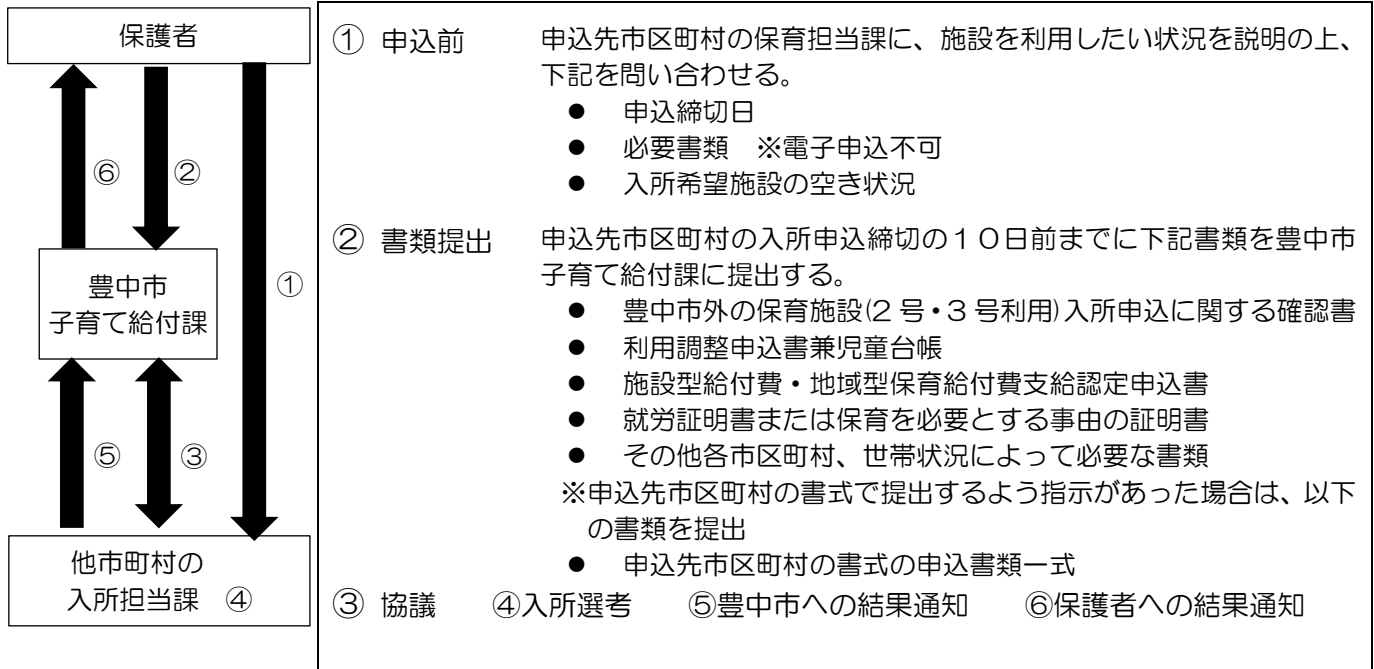 保護者
⑥ ②
豊中市
子育て給付課
①
⑤ ③
他市町村の
入所担当課 ④
① 申込前 申込先市区町村の保育担当課に、施設を利用したい状況を説明の上、
下記を問い合わせる。
● 申込締切日
● 必要書類 ※電子申込不可
● 入所希望施設の空き状況
② 書類提出 申込先市区町村の入所申込締切の１０日前までに下記書類を豊中市
子育て給付課に提出する。
● 豊中市外の保育施設(2号・3号利用)入所申込に関する確認書
● 利用調整申込書兼児童台帳
● 施設型給付費・地域型保育給付費支給認定申込書
● 就労証明書または保育を必要とする事由の証明書
● その他各市区町村、世帯状況によって必要な書類
※申込先市区町村の書式で提出するよう指示があった場合は、以下
の書類を提出
● 申込先市区町村の書式の申込書類一式
③ 協議 ④入所選考 ⑤豊中市への結果通知 ⑥保護者への結果通知